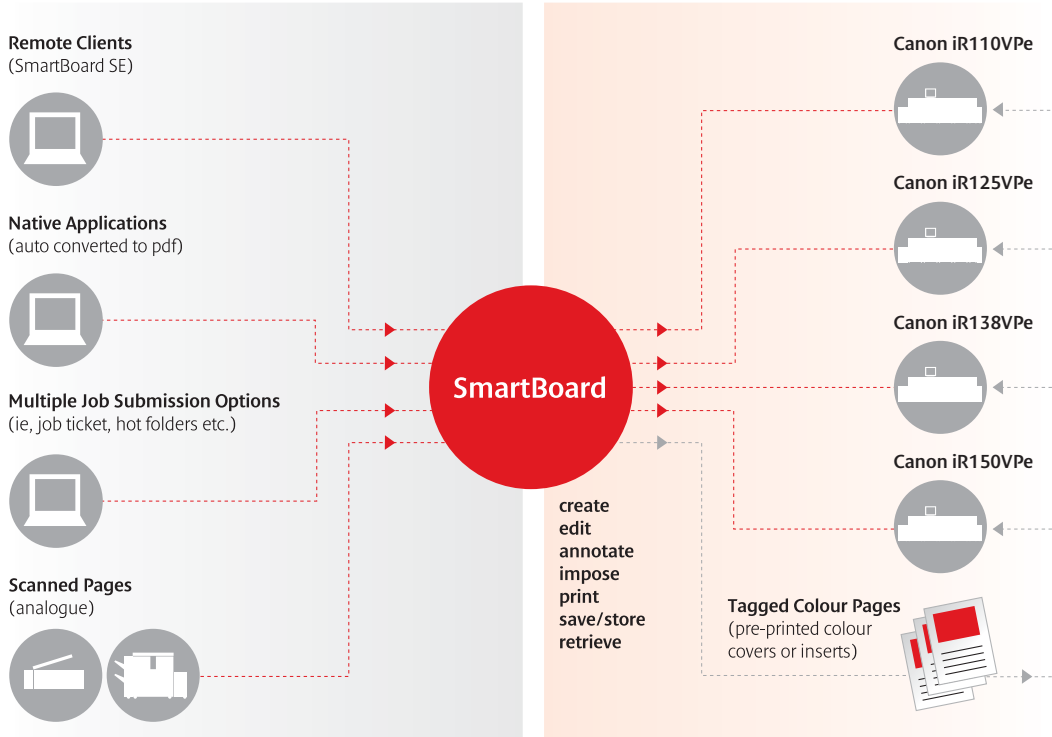 Remote Clients
(SmartBoard SE)
Native Applications
(auto converted to pdf)
Multiple Job Submission Options
(ie, job ticket, hot folders etc.)
Scanned Pages
(analogue)
SmartBoard
create
edit
annotate
impose
print
save/store
retrieve
Canon iR110VPe
Canon iR125VPe
Canon iR138VPe
Canon iR150VPe
Tagged Colour Pages
(pre-printed colour
covers or inserts)